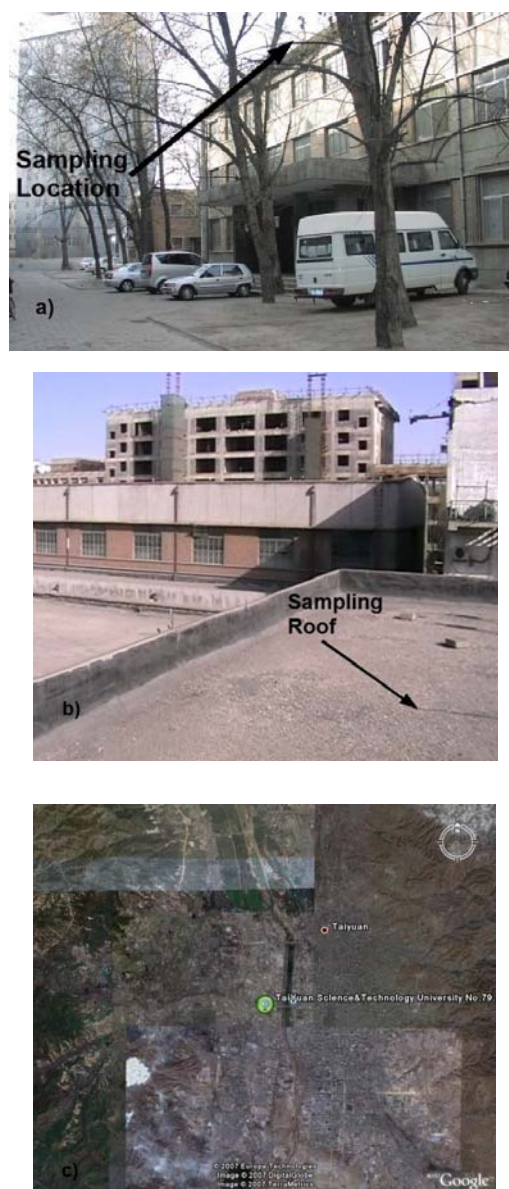 Sampling
Location
a)
Sampling
Roof
b)
Taiyuan
TaiYuan Science&Technology University No.79
© 2007 Europa Technologies
Image © 2007 DigitalGlobe
Image © 2007 TerraMetrics
Google
c)